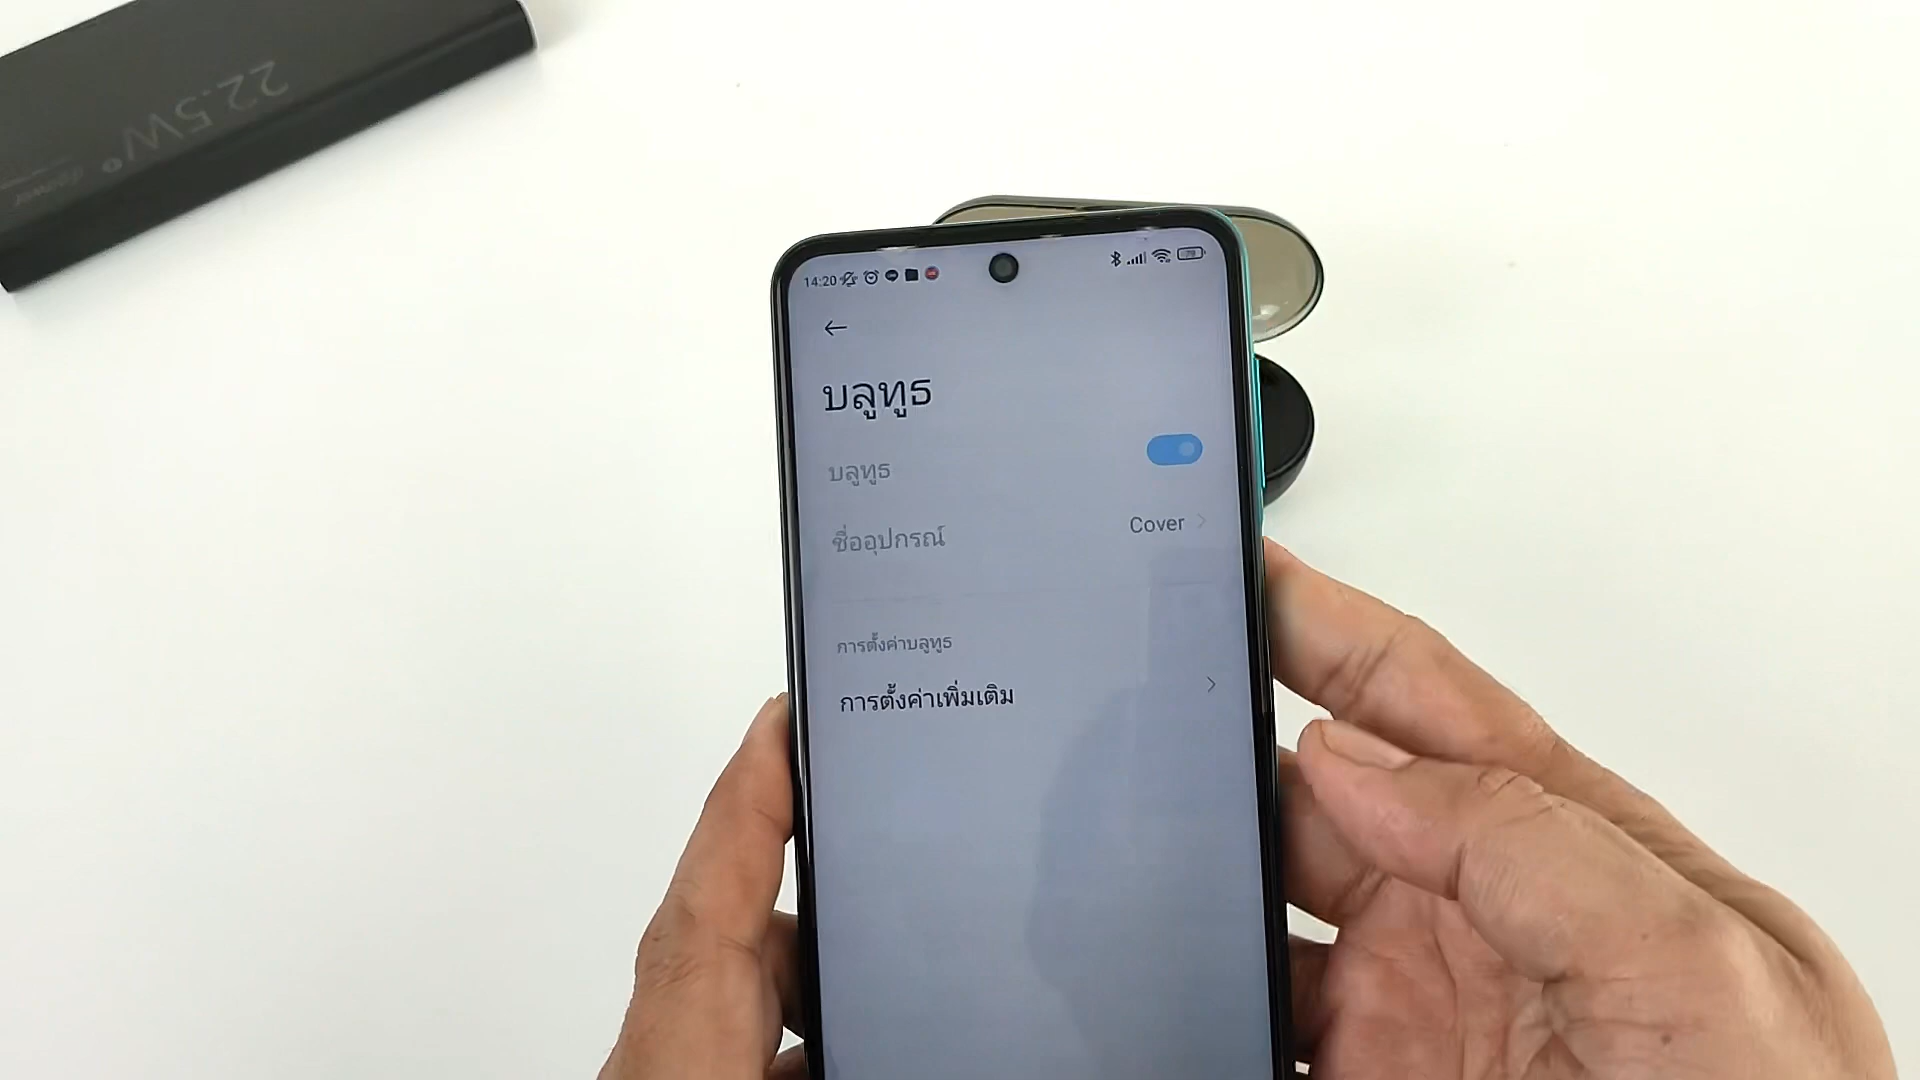 22.5W
14:20
79
บลูทูธ
บลูทูธ
ชื่ออุปกรณ์ Cover
การตั้งค่าบลูทูธ
การตั้งค่าเพิ่มเติม